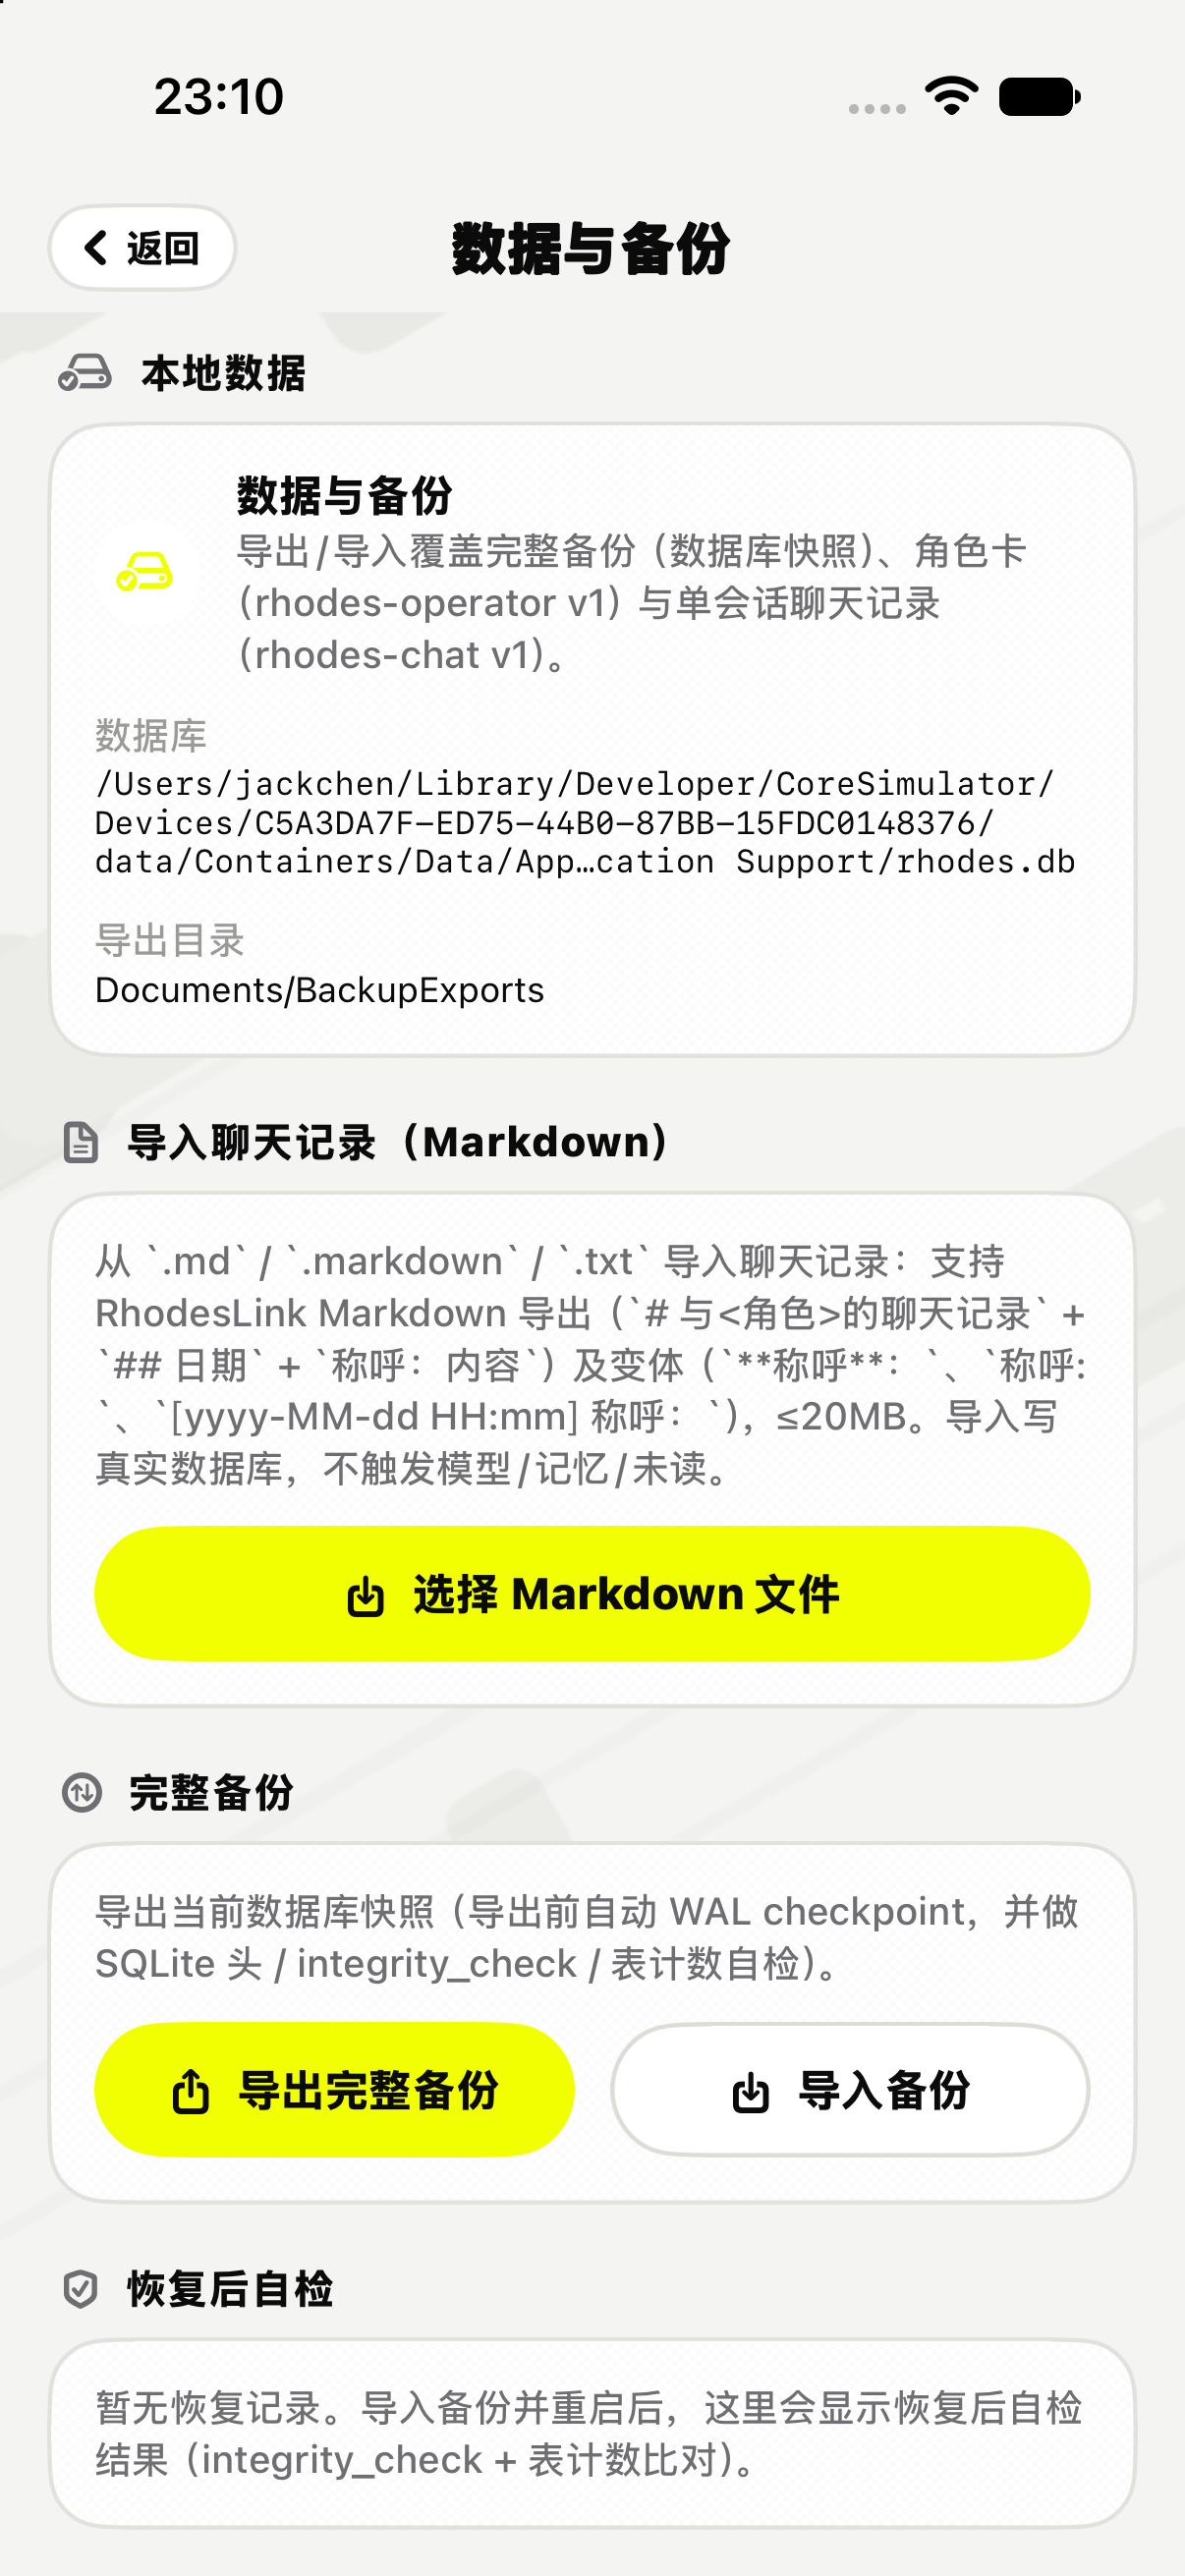 23:10
返回
数据与备份
本地数据
数据与备份
导出/导入覆盖完整备份（数据库快照）、角色卡
（rhodes-operator v1）与单会话聊天记录
（rhodes-chat v1）。
数据库
/Users/jackchen/Library/Developer/CoreSimulator/
Devices/C5A3DA7F-ED75-44B0-87BB-15FDC0148376/
data/Containers/Data/App…cation Support/rhodes.db
导出目录
Documents/BackupExports
导入聊天记录（Markdown）
从 `.md` / `.markdown` / `.txt` 导入聊天记录：支持
RhodesLink Markdown 导出（`# 与<角色>的聊天记录` +
`## 日期` + `称呼：内容`）及变体（`**称呼**：`、`称呼:
`、`[yyyy-MM-dd HH:mm] 称呼：`），≤20MB。导入写
真实数据库，不触发模型/记忆/未读。
选择 Markdown 文件
完整备份
导出当前数据库快照（导出前自动 WAL checkpoint，并做
SQLite 头 / integrity_check / 表计数自检）。
导出完整备份
导入备份
恢复后自检
暂无恢复记录。导入备份并重启后，这里会显示恢复后自检
结果（integrity_check + 表计数比对）。